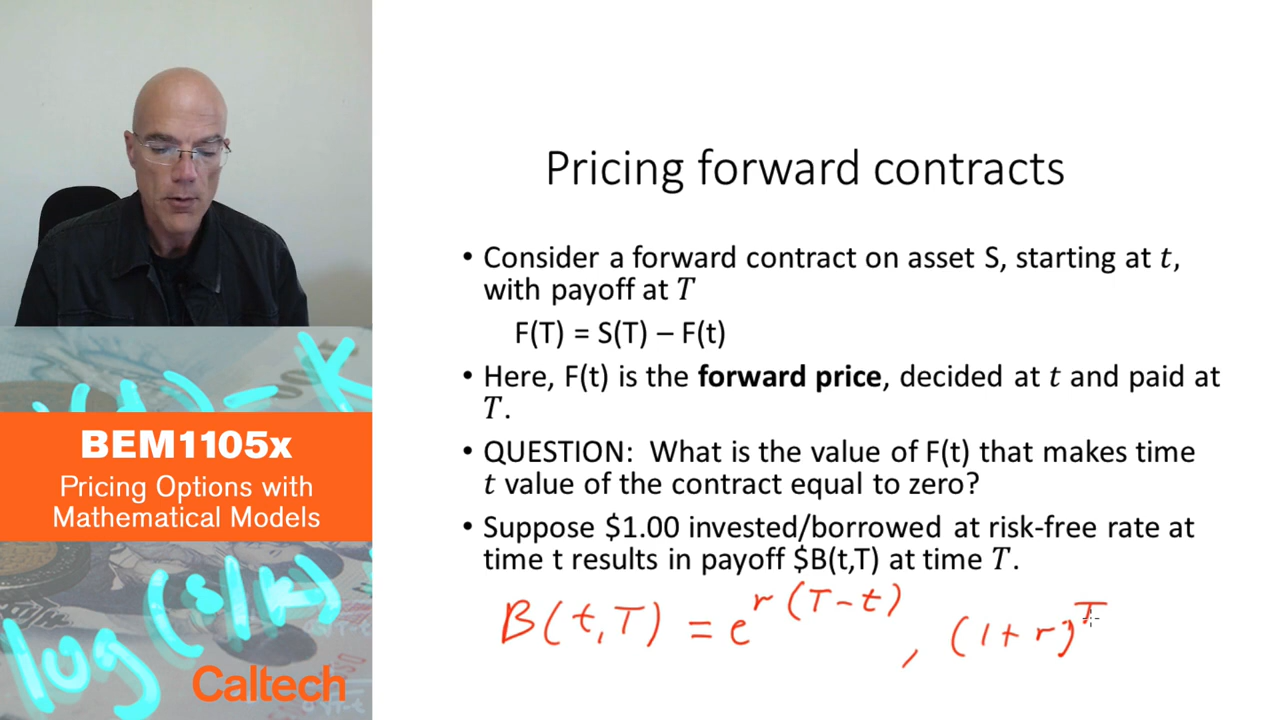 Pricing forward contracts
• Consider a forward contract on asset S, starting at t,
with payoff at T
F(T) = S(T) – F(t)
• Here, F(t) is the forward price, decided at t and paid at
T.
• QUESTION: What is the value of F(t) that makes time
t value of the contract equal to zero?
• Suppose $1.00 invested/borrowed at risk-free rate at
time t results in payoff $B(t,T) at time T.
B(t,T) = e^r(T-t), (1+r)^T
BEM1105x
Pricing Options with
Mathematical Models
log(s/k)
Caltech